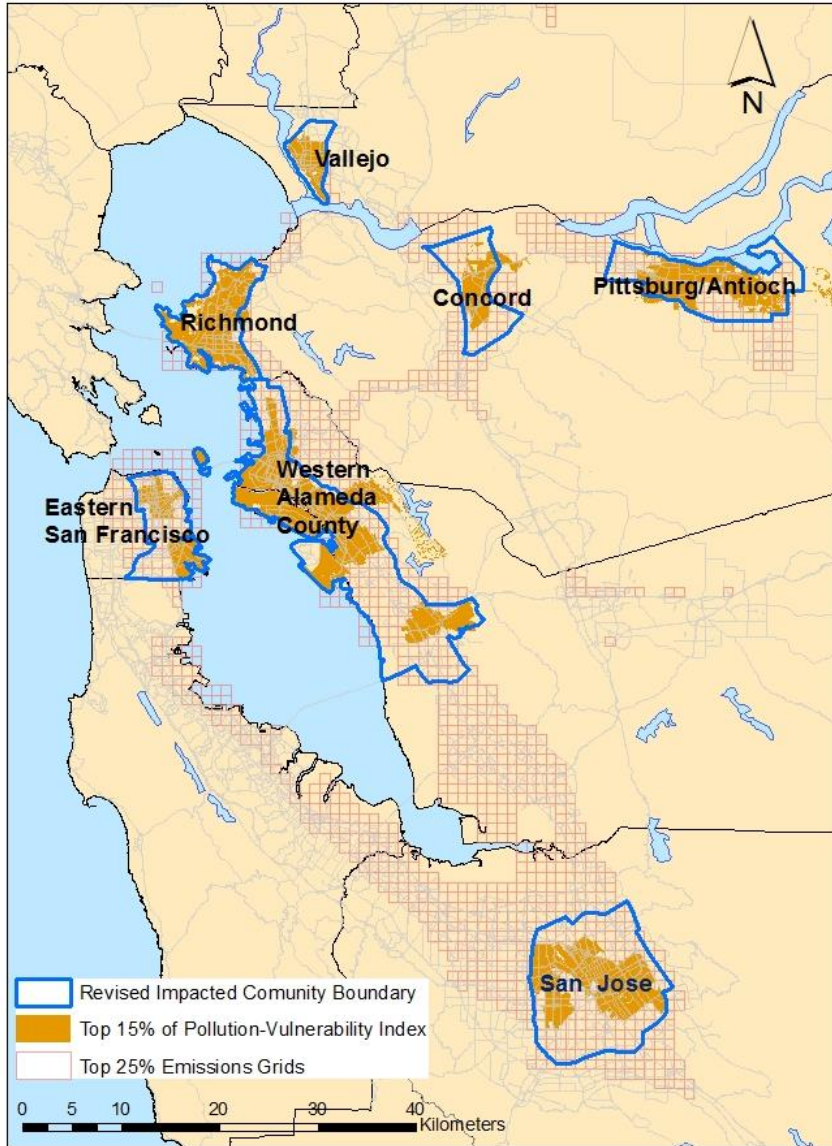 N
Vallejo
Concord
Pittsburg/Antioch
Richmond
Western
Alameda
County
Eastern
San Francisco
San Jose
Revised Impacted Comunity Boundary
Top 15% of Pollution-Vulnerability Index
Top 25% Emissions Grids
0 5 10 20 30 40
Kilometers